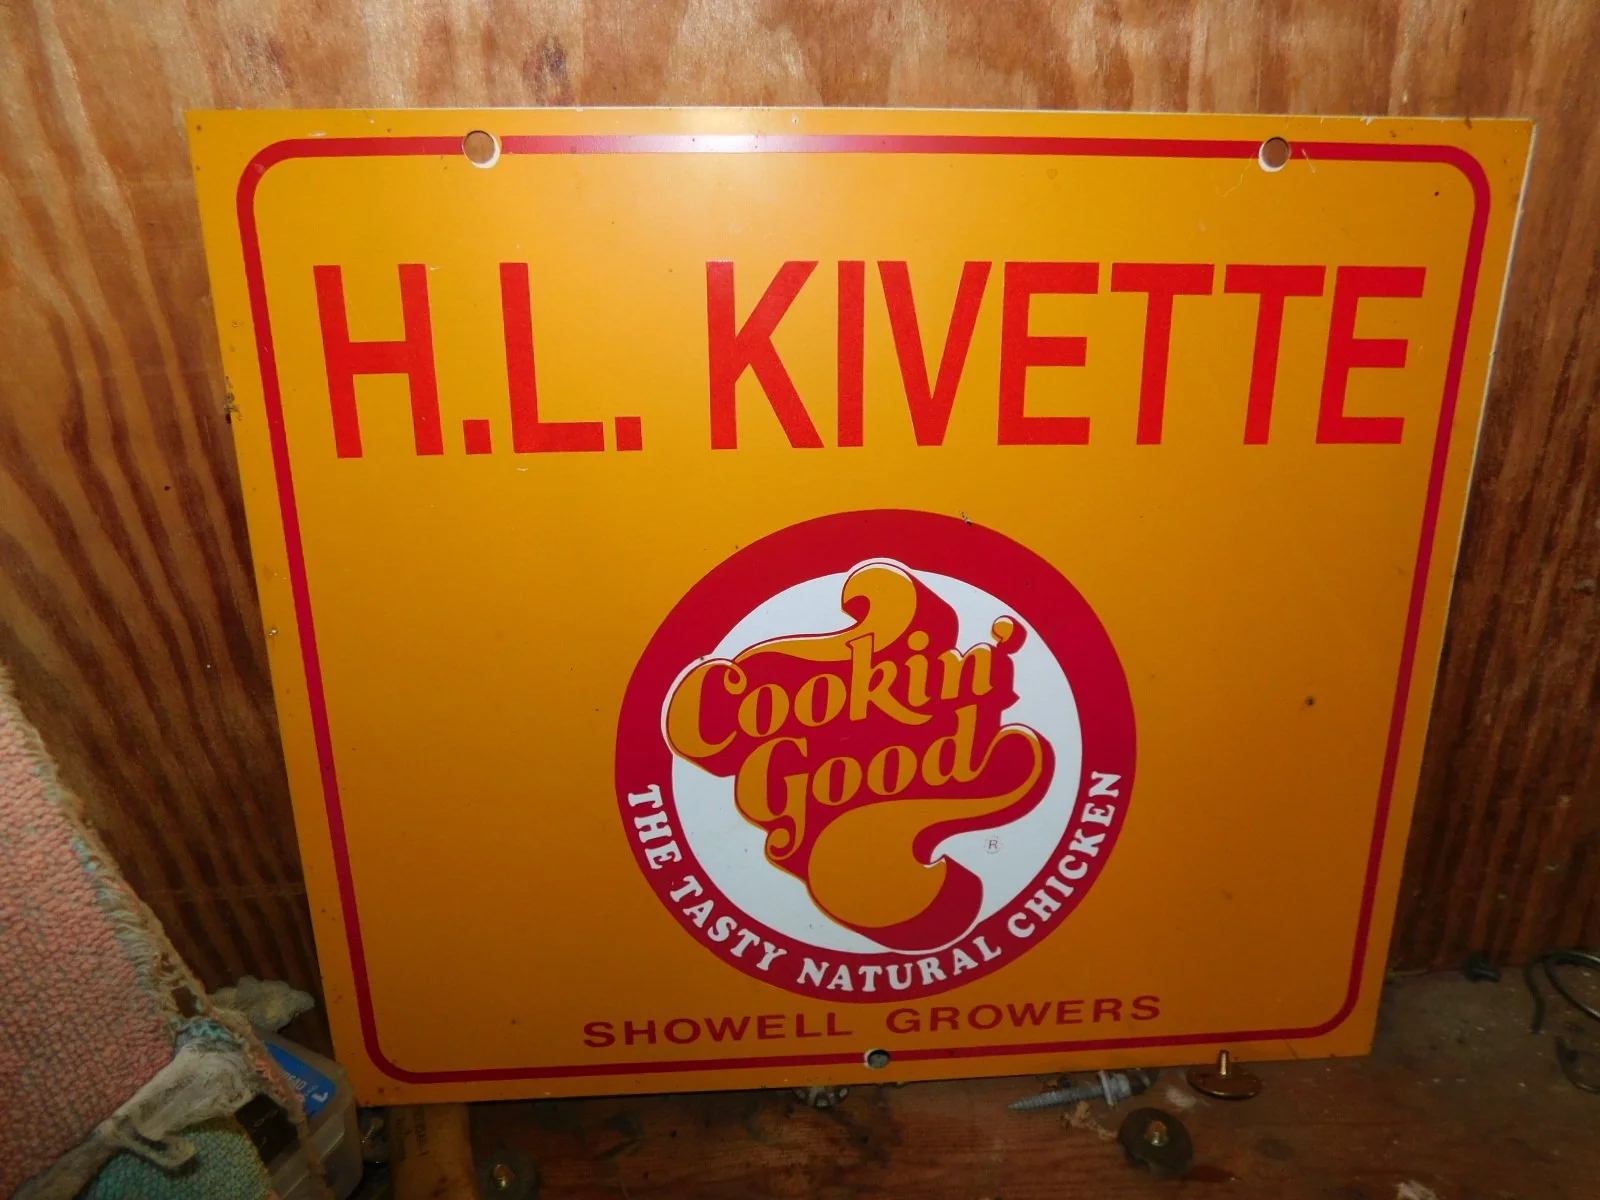 H.L. KIVETTE
Cookin'
Good
®
THE TASTY NATURAL CHICKEN
SHOWELL GROWERS